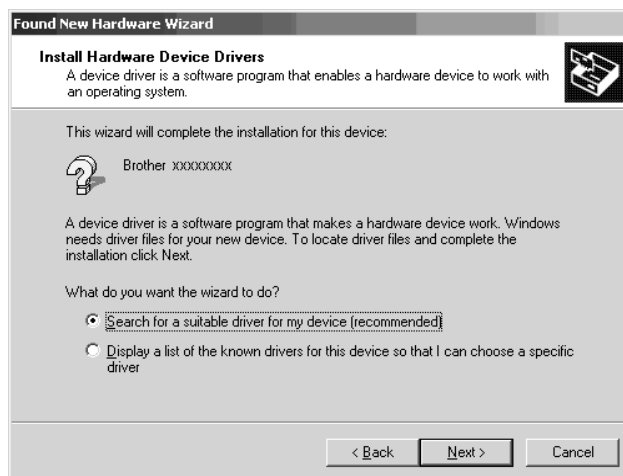 Found New Hardware Wizard
Install Hardware Device Drivers
A device driver is a software program that enables a hardware device to work with
an operating system.
This wizard will complete the installation for this device:
Brother xxxxxxxx
A device driver is a software program that makes a hardware device work. Windows
needs driver files for your new device. To locate driver files and complete the
installation click Next.
What do you want the wizard to do?
Search for a suitable driver for my device (recommended)
Display a list of the known drivers for this device so that I can choose a specific
driver
< Back Next > Cancel